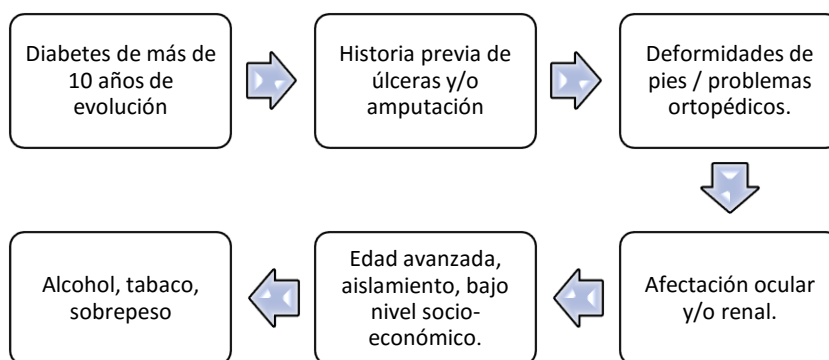 Diabetes de más de
10 años de
evolución
Historia previa de
úlceras y/o
amputación
Deformidades de
pies / problemas
ortopédicos.
Afectación ocular
y/o renal.
Edad avanzada,
aislamiento, bajo
nivel socio-
económico.
Alcohol, tabaco,
sobrepeso